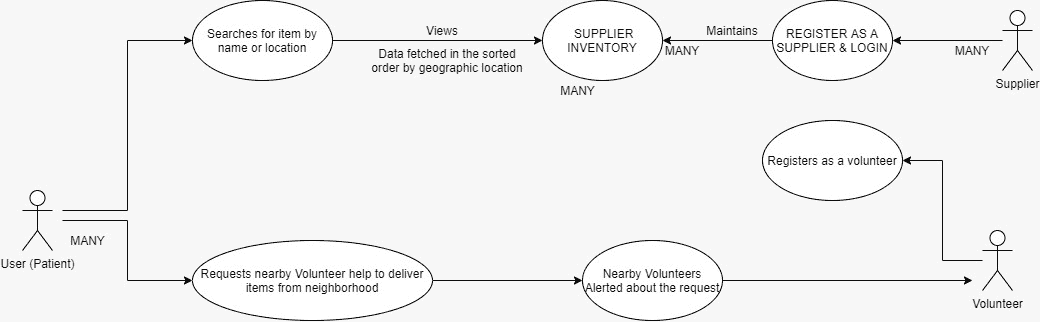 Searches for item by
name or location
Views
Data fetched in the sorted
order by geographic location
SUPPLIER
INVENTORY
MANY
MANY
Maintains
REGISTER AS A
SUPPLIER & LOGIN
MANY
Supplier
Registers as a volunteer
User (Patient)
MANY
Requests nearby Volunteer help to deliver
items from neighborhood
Nearby Volunteers
Alerted about the request
Volunteer